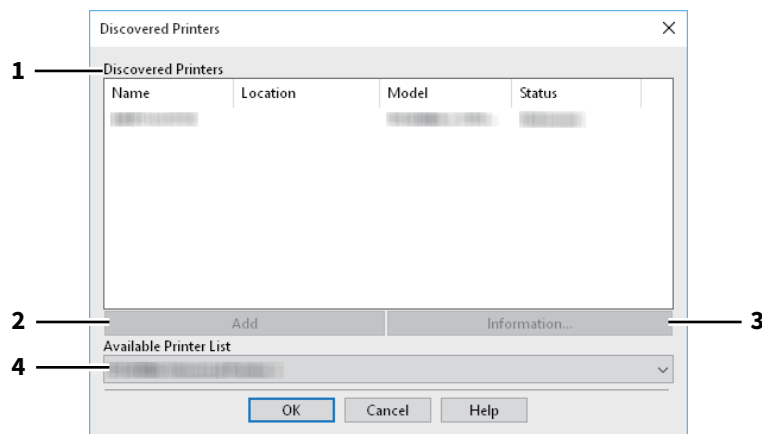 Discovered Printers
1 Discovered Printers
Name Location Model Status
2 Add Information... 3
Available Printer List
4
OK Cancel Help